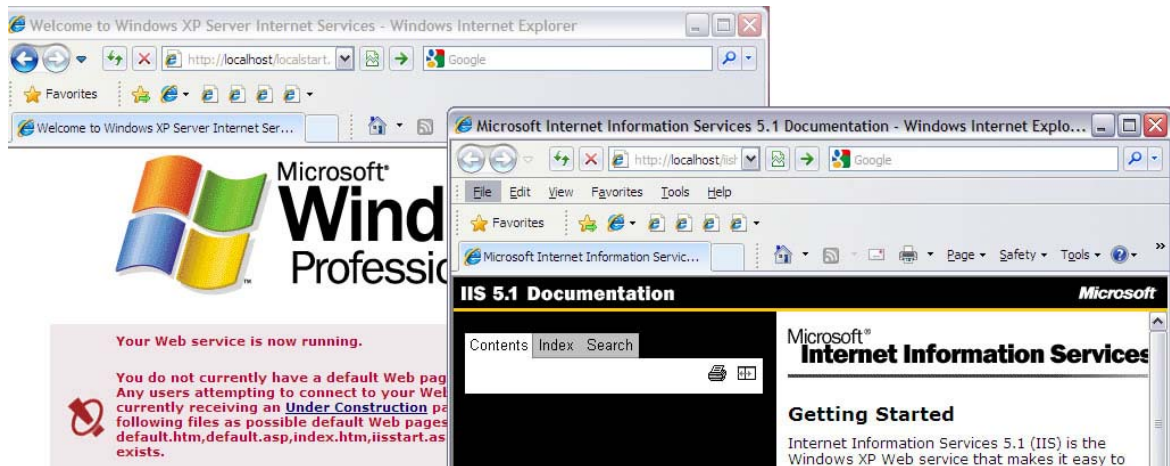 Welcome to Windows XP Server Internet Services - Windows Internet Explorer
http://localhost/localstart.
Google
Favorites
Welcome to Windows XP Server Internet Ser...
Microsoft®
Wind
Professio
Your Web service is now running.
You do not currently have a default Web pag
Any users attempting to connect to your Web
currently receiving an Under Construction pa
following files as possible default Web pages
default.htm,default.asp,index.htm,iisstart.as
exists.
Microsoft Internet Information Services 5.1 Documentation - Windows Internet Explo...
http://localhost/iish
Google
File Edit View Favorites Tools Help
Favorites
Microsoft Internet Information Servic...
Page Safety Tools
IIS 5.1 Documentation
Microsoft
Contents Index Search
Microsoft®
Internet Information Services
Getting Started
Internet Information Services 5.1 (IIS) is the
Windows XP Web service that makes it easy to